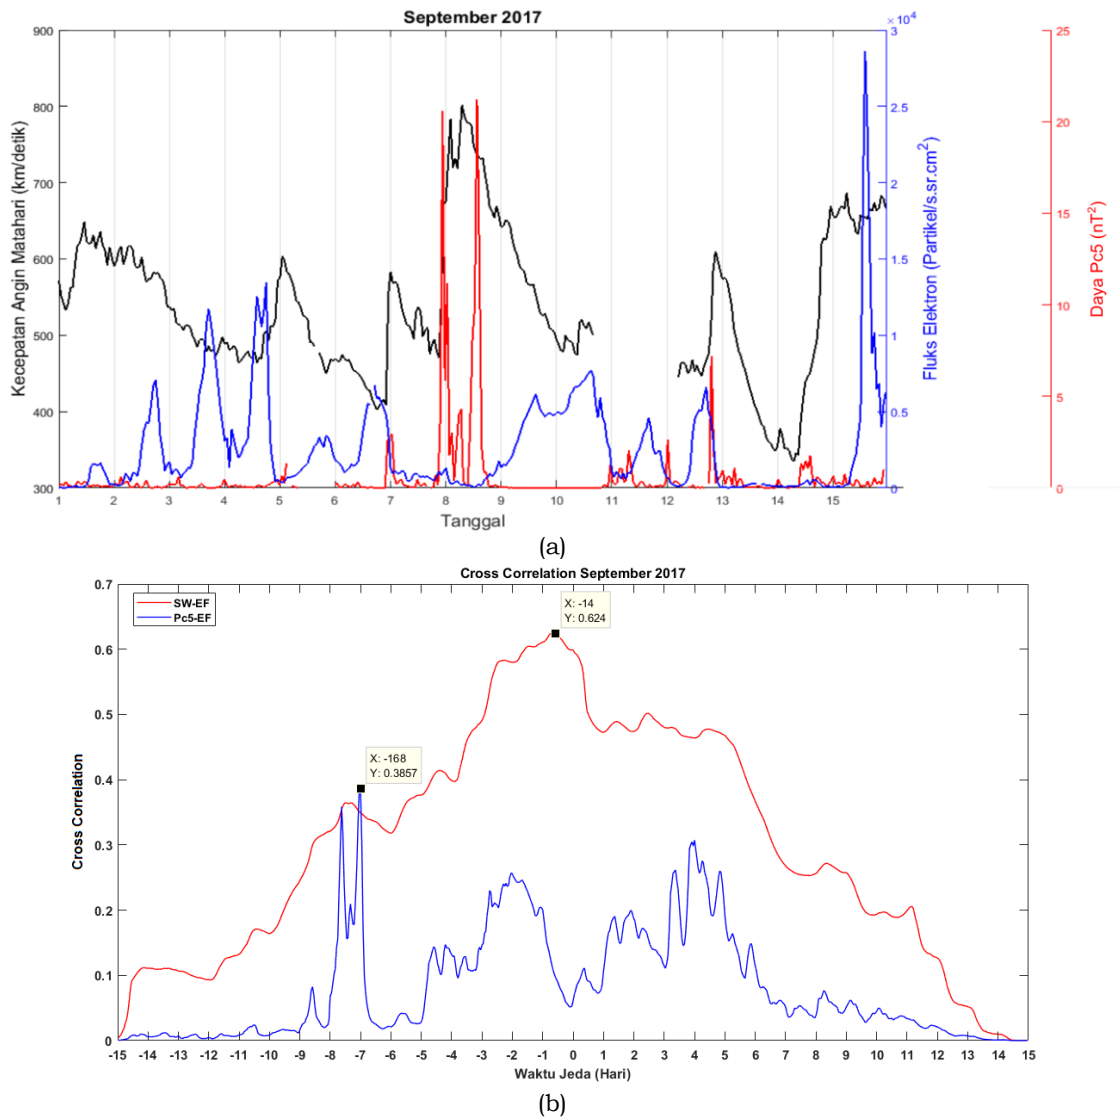 September 2017
×10⁴
900
800
700
600
500
400
300
Kecepatan Angin Matahari (km/detik)
3
2.5
2
1.5
1
0.5
0
Fluks Elektron (Partikel/s.sr.cm²)
25
20
15
10
5
0
Daya Pc5 (nT²)
1 2 3 4 5 6 7 8 9 10 11 12 13 14 15
Tanggal
(a)
Cross Correlation September 2017
SW-EF
Pc5-EF
X: -14
Y: 0.624
X: -168
Y: 0.3857
0.7
0.6
0.5
0.4
0.3
0.2
0.1
0
Cross Correlation
-15 -14 -13 -12 -11 -10 -9 -8 -7 -6 -5 -4 -3 -2 -1 0 1 2 3 4 5 6 7 8 9 10 11 12 13 14 15
Waktu Jeda (Hari)
(b)